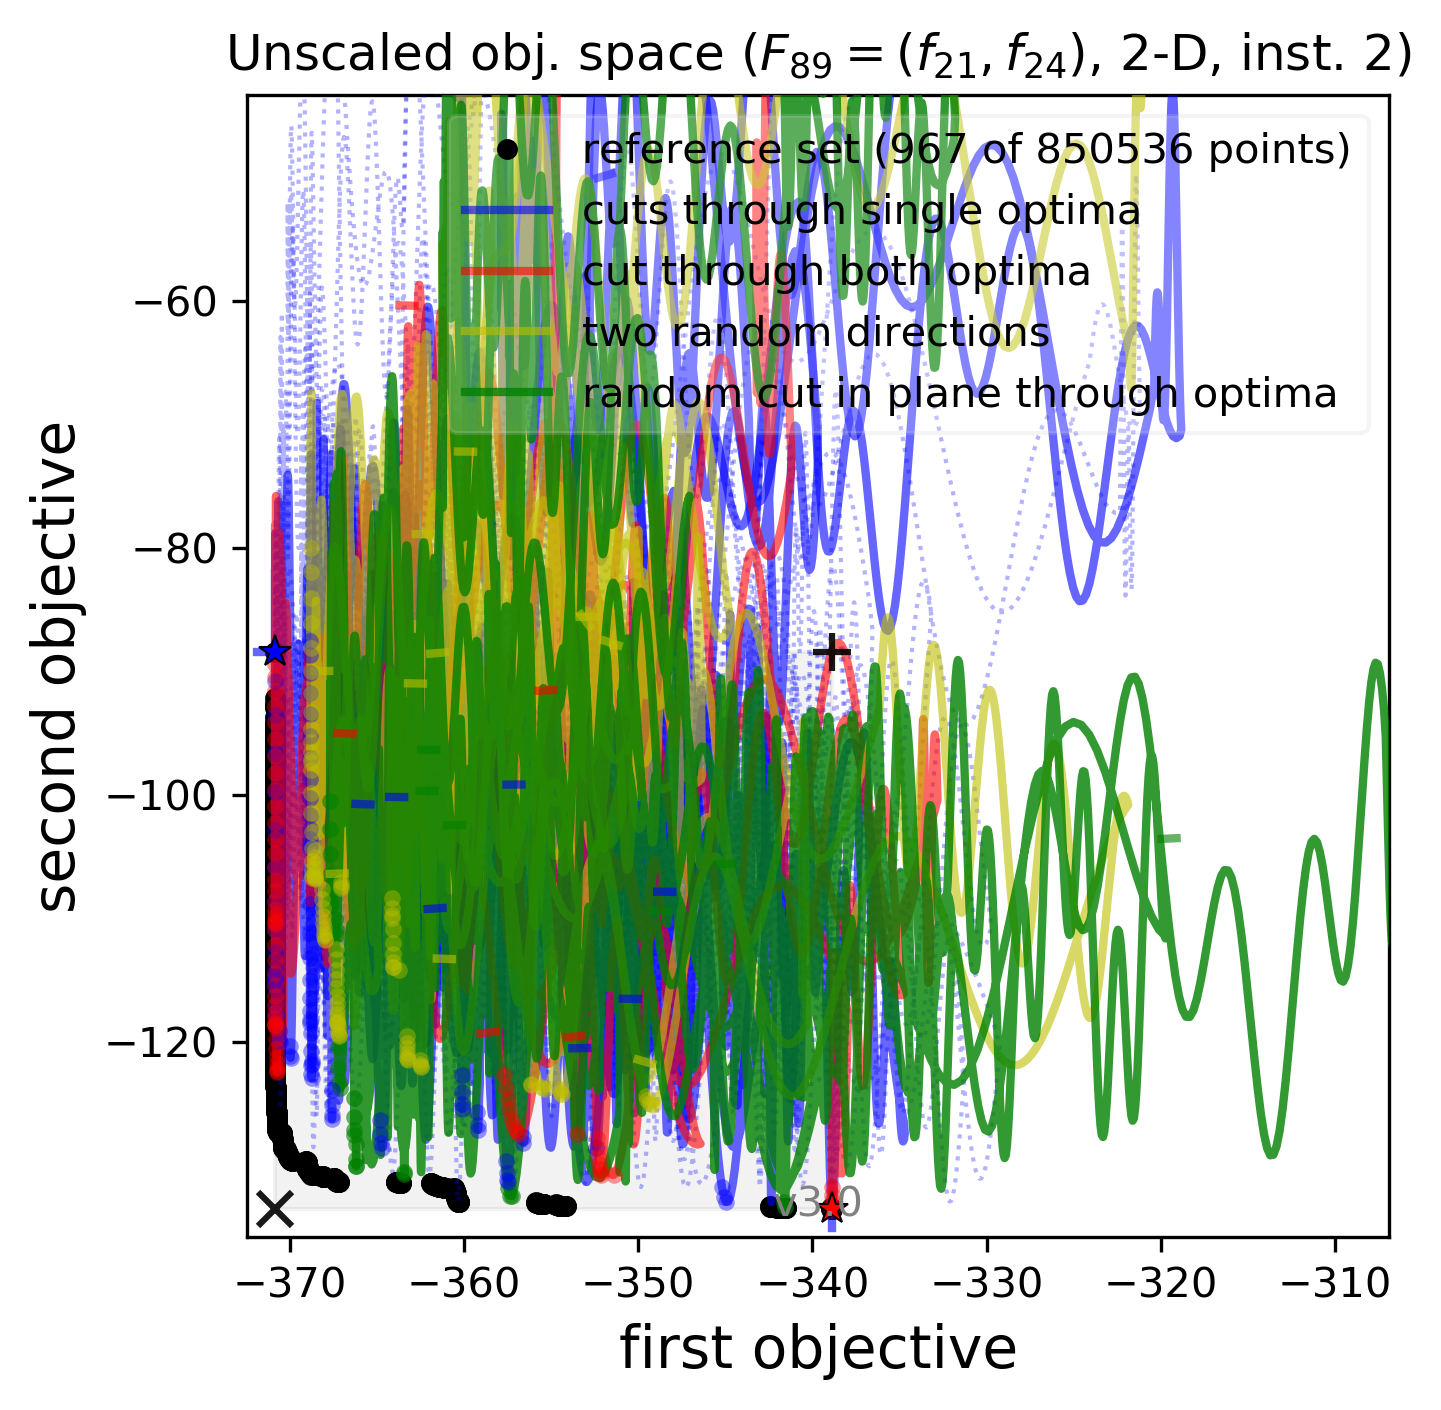 Unscaled obj. space (F₈₉ = (f₂₁, f₂₄), 2-D, inst. 2)
reference set (967 of 850536 points)
cuts through single optima
cut through both optima
two random directions
random cut in plane through optima
second objective
−60
−80
−100
−120
v3.0
−370
−360
−350
−340
−330
−320
−310
first objective